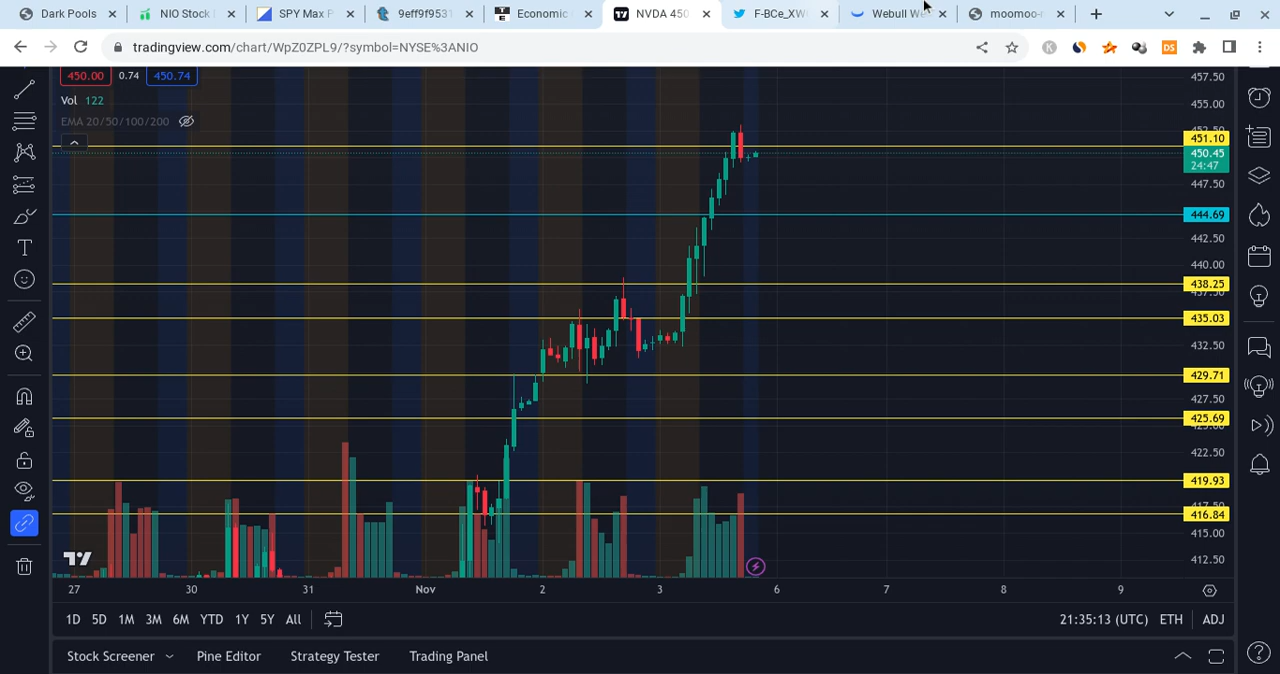 Dark Pools
NIO Stock
SPY Max P
9eff9f9531
Economic
NVDA 450
F-BCe_XW
Webull We
moomoo-
tradingview.com/chart/WpZ0ZPL9/?symbol=NYSE%3ANIO
450.00 0.74 450.74
Vol 122
EMA 20/50/100/200
457.50
455.00
451.10
450.45
24:47
447.50
444.69
442.50
440.00
438.25
435.03
432.50
429.71
427.50
425.69
422.50
419.93
416.84
415.00
412.50
27 30 31 Nov 2 3 6 7 8 9
1D 5D 1M 3M 6M YTD 1Y 5Y All
21:35:13 (UTC) ETH ADJ
Stock Screener Pine Editor Strategy Tester Trading Panel